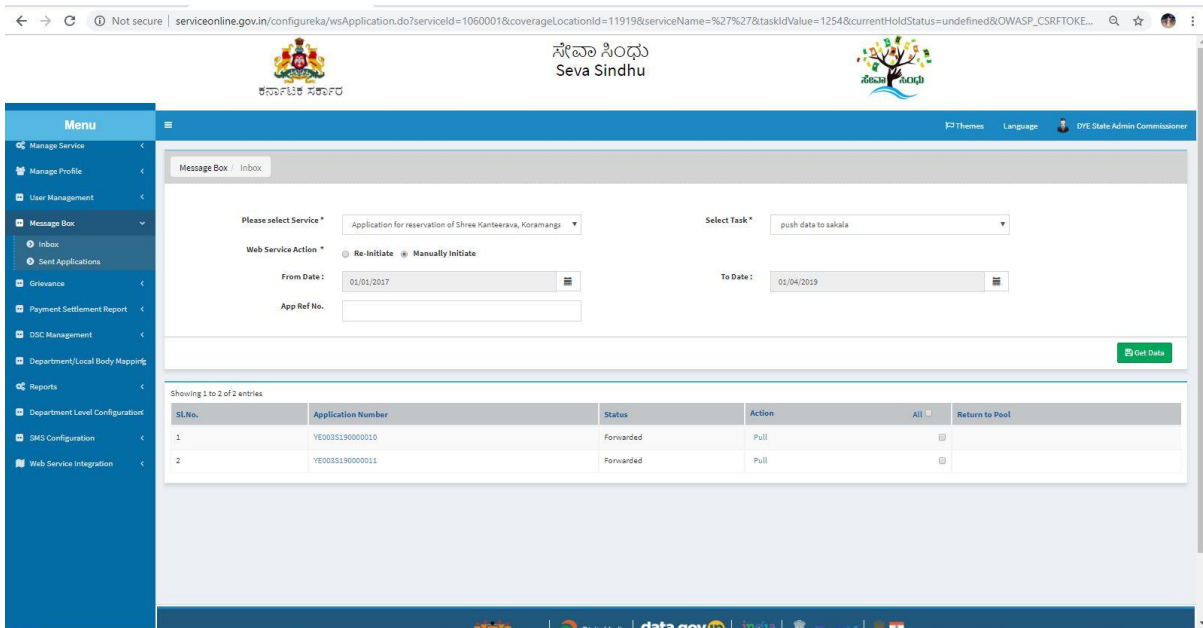 Not secure | serviceonline.gov.in/configureka/wsApplication.do?serviceId=1060001&coverageLocationId=11919&serviceName=%27%27&taskIdValue=1254&currentHoldStatus=undefined&OWASP_CSRFTOKE...
ಸೇವಾ ಸಿಂಧು
Seva Sindhu
ಕರ್ನಾಟಕ ಸರ್ಕಾರ
ಸೇವಾ ಸಿಂಧು
Menu
Themes Language DYE State Admin Commissioner
Manage Service
Manage Profile
User Management
Message Box
Inbox
Sent Applications
Grievance
Payment Settlement Report
DSC Management
Department/Local Body Mapping
Reports
Department Level Configuration
SMS Configuration
Web Service Integration
Message Box / Inbox
Please select Service * Application for reservation of Shree Kanteerava, Koramanga Select Task * push data to sakala
Web Service Action * Re-Initiate Manually Initiate
From Date : 01/01/2017 To Date : 01/04/2019
App Ref No.
Get Data
Showing 1 to 2 of 2 entries
Sl.No. Application Number Status Action All Return to Pool
1 YE003S190000010 Forwarded Pull
2 YE003S190000011 Forwarded Pull
data.gov in
india